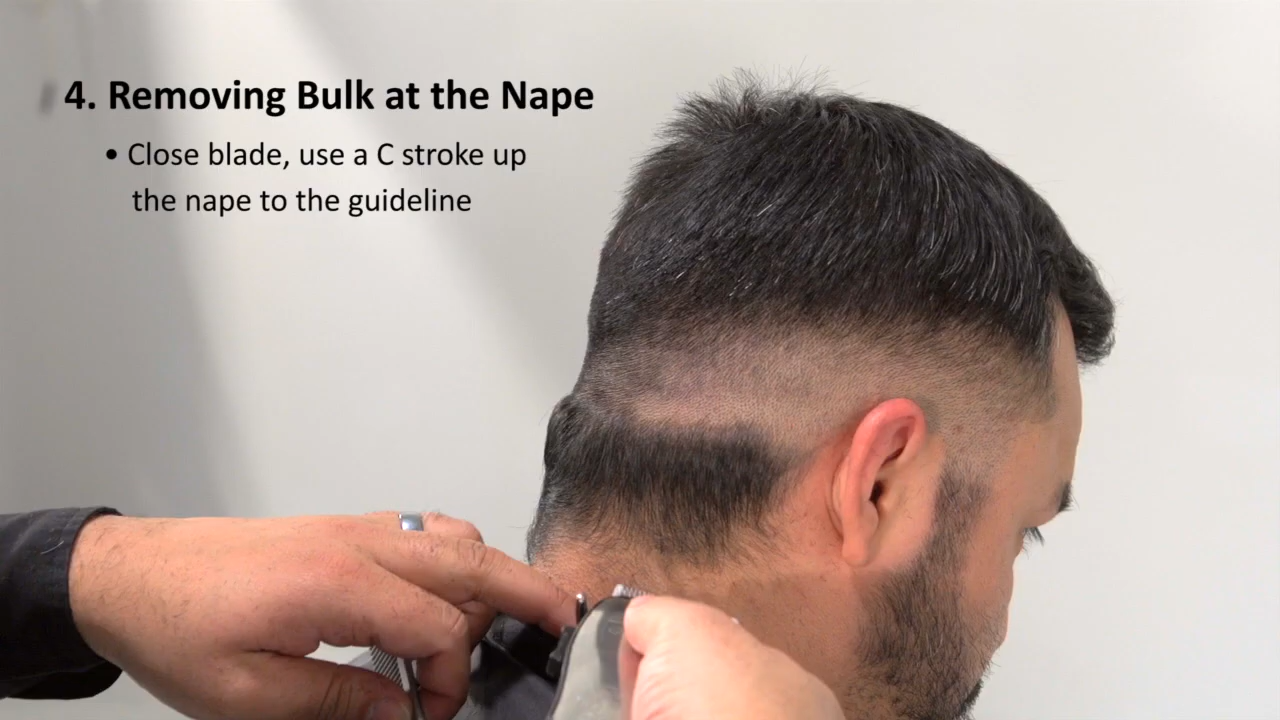 4. Removing Bulk at the Nape
• Close blade, use a C stroke up
the nape to the guideline